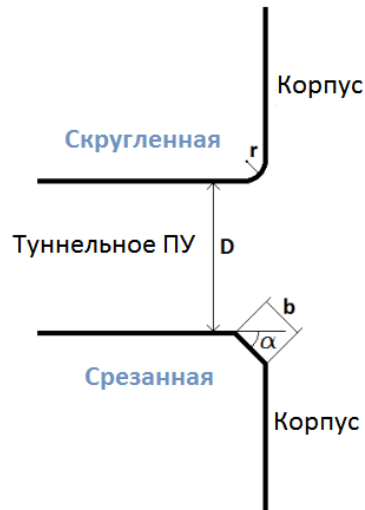 Корпус
Скругленная
r
Туннельное ПУ
D
b
α
Срезанная
Корпус